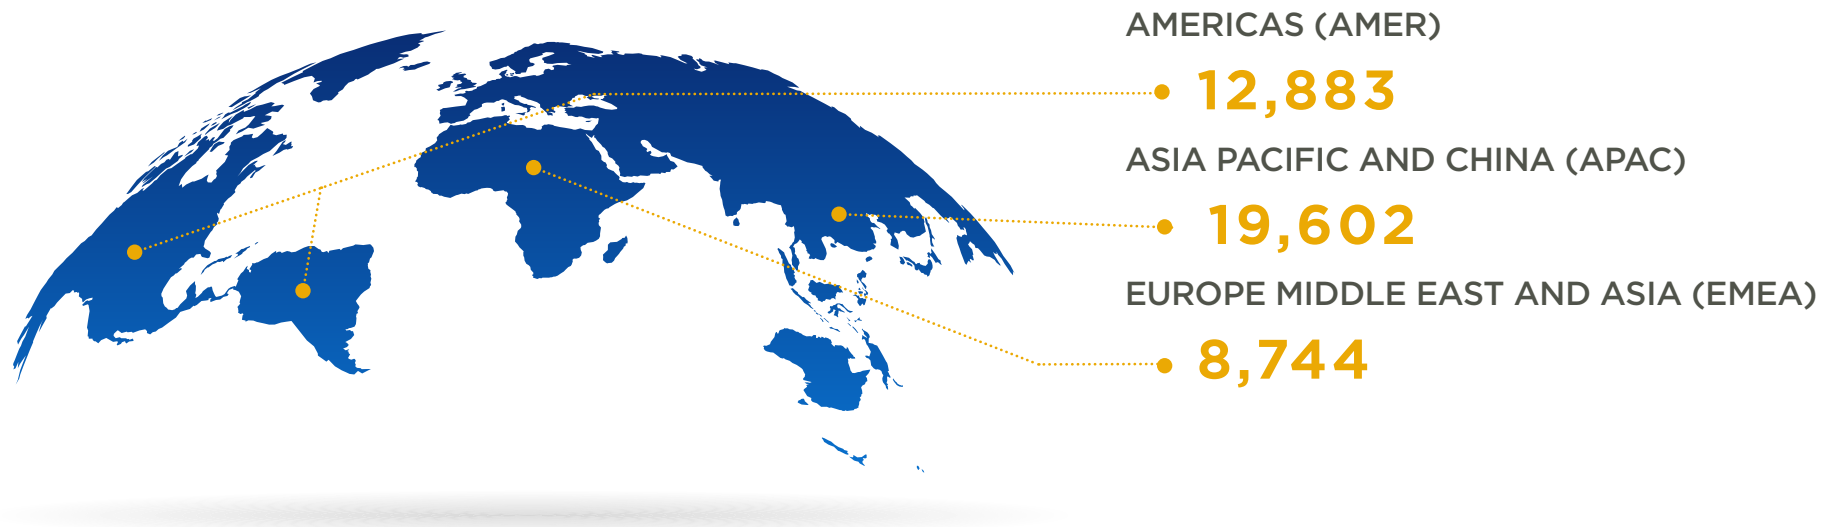 AMERICAS (AMER)
12,883
ASIA PACIFIC AND CHINA (APAC)
19,602
EUROPE MIDDLE EAST AND ASIA (EMEA)
8,744